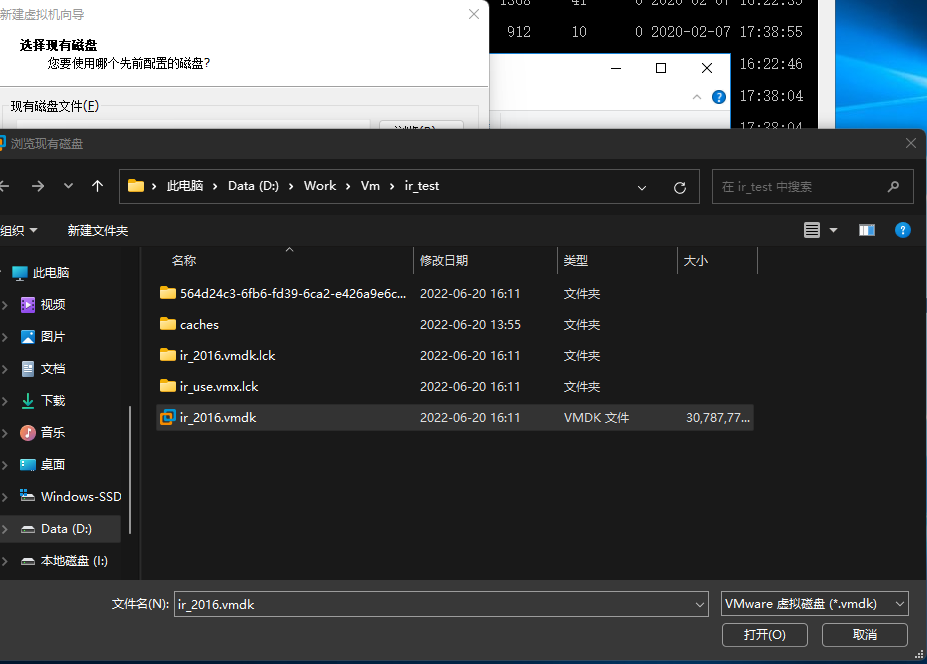 新建虚拟机向导
选择现有磁盘
您要使用哪个先前配置的磁盘?
现有磁盘文件(F)
1368 41 0 2020-02-07 16:22:35
912 10 0 2020-02-07 17:38:55
16:22:46
17:38:04
17:38:04
浏览现有磁盘
此电脑 › Data (D:) › Work › Vm › ir_test
在 ir_test 中搜索
组织 新建文件夹
名称 修改日期 类型 大小
564d24c3-6fb6-fd39-6ca2-e426a9e6c... 2022-06-20 16:11 文件夹
caches 2022-06-20 13:55 文件夹
ir_2016.vmdk.lck 2022-06-20 16:11 文件夹
ir_use.vmx.lck 2022-06-20 16:11 文件夹
ir_2016.vmdk 2022-06-20 16:11 VMDK 文件 30,787,77...
此电脑
视频
图片
文档
下载
音乐
桌面
Windows-SSD
Data (D:)
本地磁盘 (I:)
文件名(N): ir_2016.vmdk VMware 虚拟磁盘 (*.vmdk)
打开(O) 取消